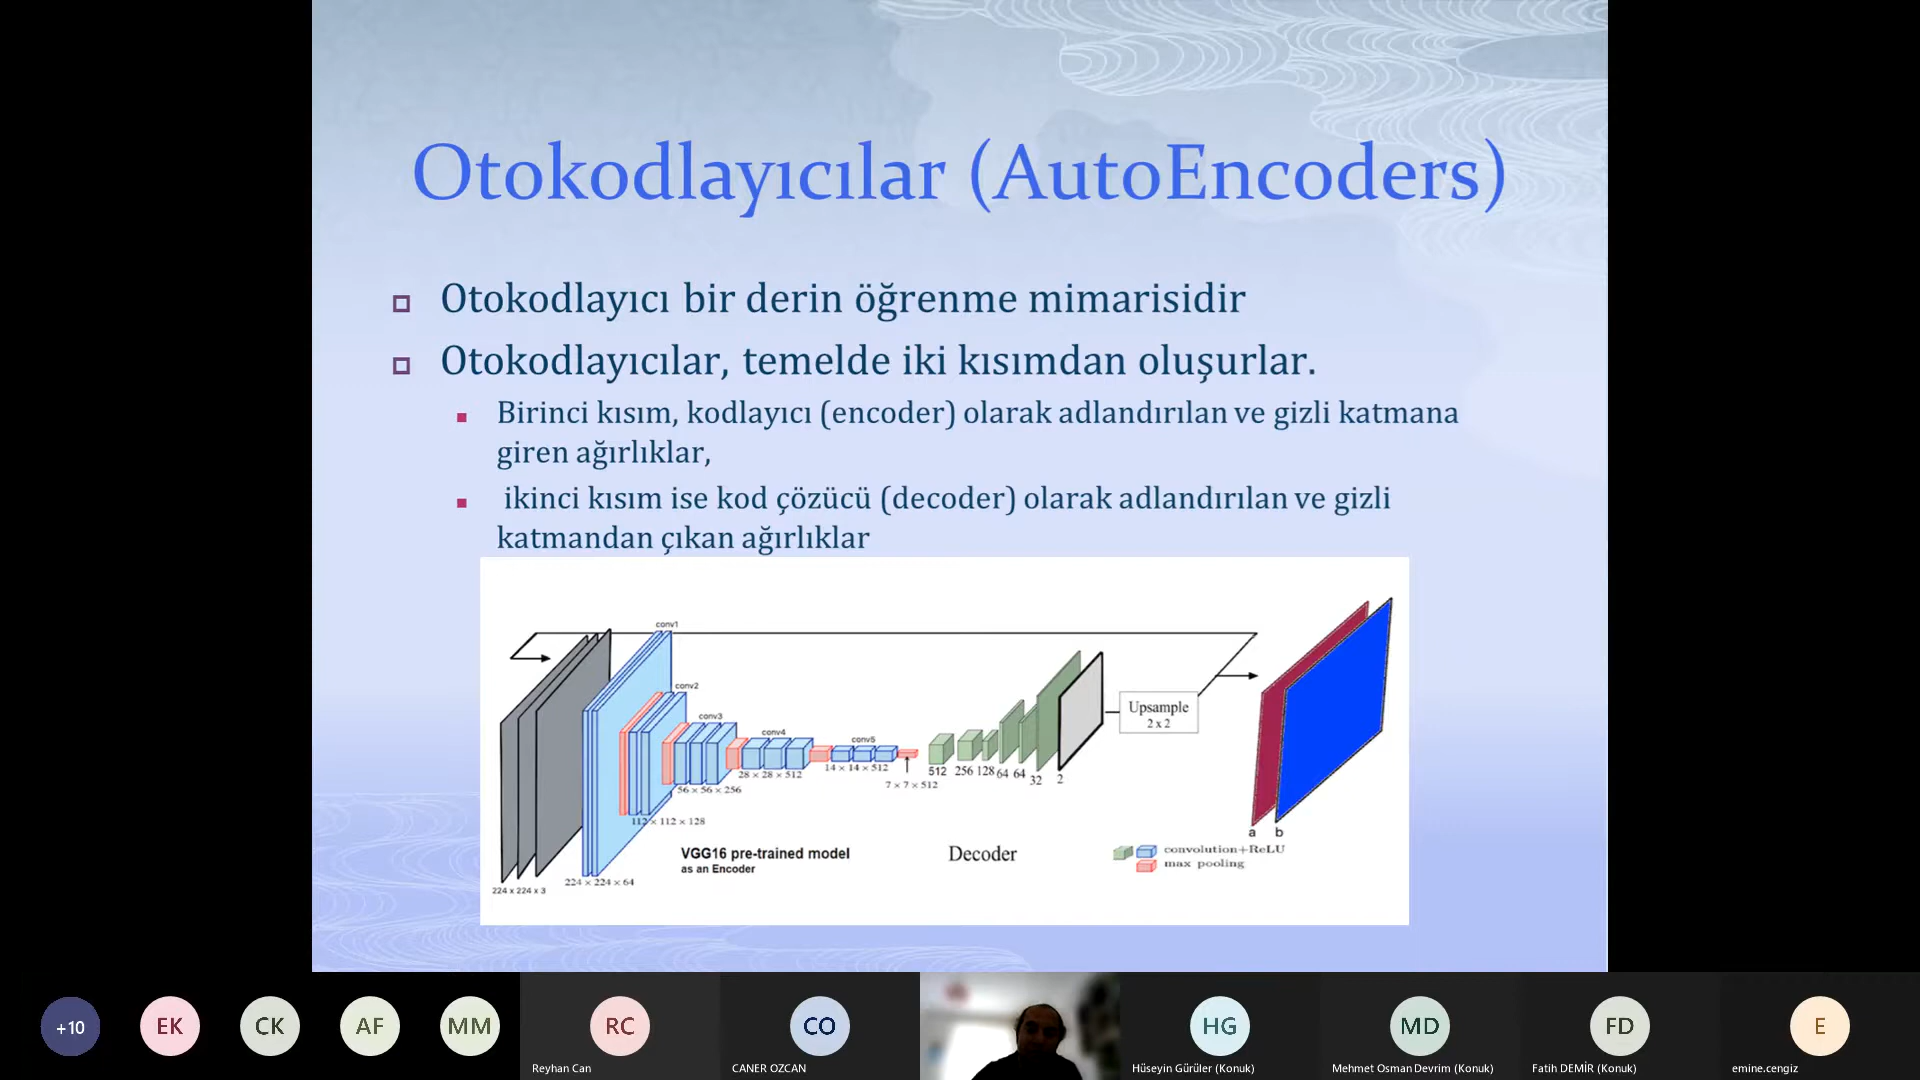 Otokodlayıcılar (AutoEncoders)
Otokodlayıcı bir derin öğrenme mimarisidir
Otokodlayıcılar, temelde iki kısımdan oluşurlar.
Birinci kısım, kodlayıcı (encoder) olarak adlandırılan ve gizli katmana
giren ağırlıklar,
ikinci kısım ise kod çözücü (decoder) olarak adlandırılan ve gizli
katmandan çıkan ağırlıklar
conv1
conv2
conv3
conv4
conv5
224 x 224 x 3
224 × 224 × 64
112 × 112 × 128
56 × 56 × 256
28 × 28 × 512
14 × 14 × 512
7 × 7 × 512
512 256 128 64 64 32 2
Upsample
2 x 2
a b
VGG16 pre-trained model
as an Encoder
Decoder
convolution+ReLU
max pooling
+10 EK CK AF MM RC CO HG MD FD E
Reyhan Can
CANER OZCAN
Hüseyin Gürüler (Konuk)
Mehmet Osman Devrim (Konuk)
Fatih DEMİR (Konuk)
emine.cengiz